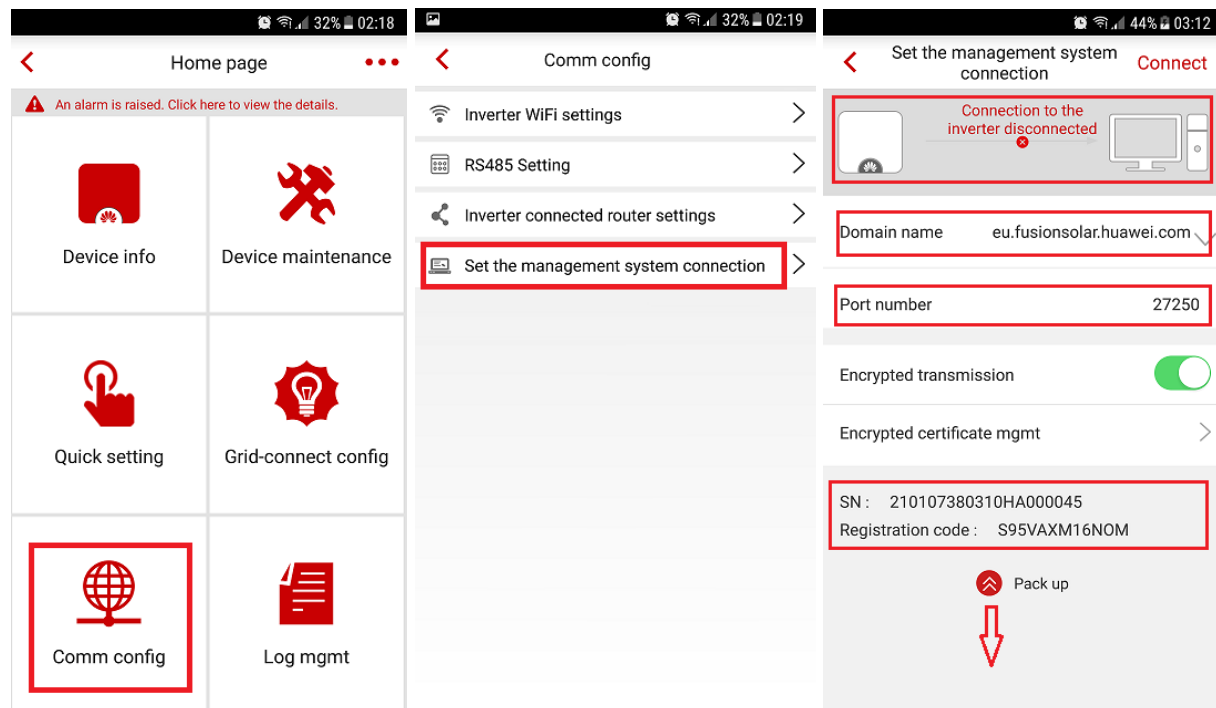 32% 02:18
Home page
An alarm is raised. Click here to view the details.
Device info
Device maintenance
Quick setting
Grid-connect config
Comm config
Log mgmt
32% 02:19
Comm config
Inverter WiFi settings
RS485 Setting
Inverter connected router settings
Set the management system connection
44% 03:12
Set the management system
connection
Connect
Connection to the
inverter disconnected
Domain name eu.fusionsolar.huawei.com
Port number 27250
Encrypted transmission
Encrypted certificate mgmt
SN : 210107380310HA000045
Registration code : S95VAXM16NOM
Pack up